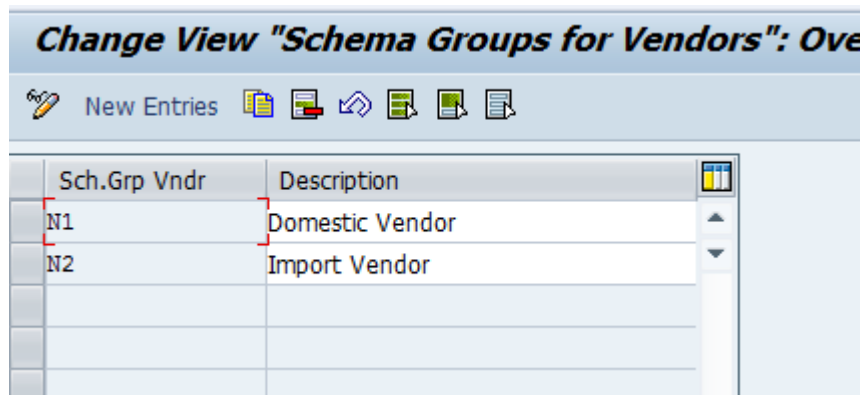 Change View "Schema Groups for Vendors": Ove
New Entries
Sch.Grp Vndr Description
N1 Domestic Vendor
N2 Import Vendor